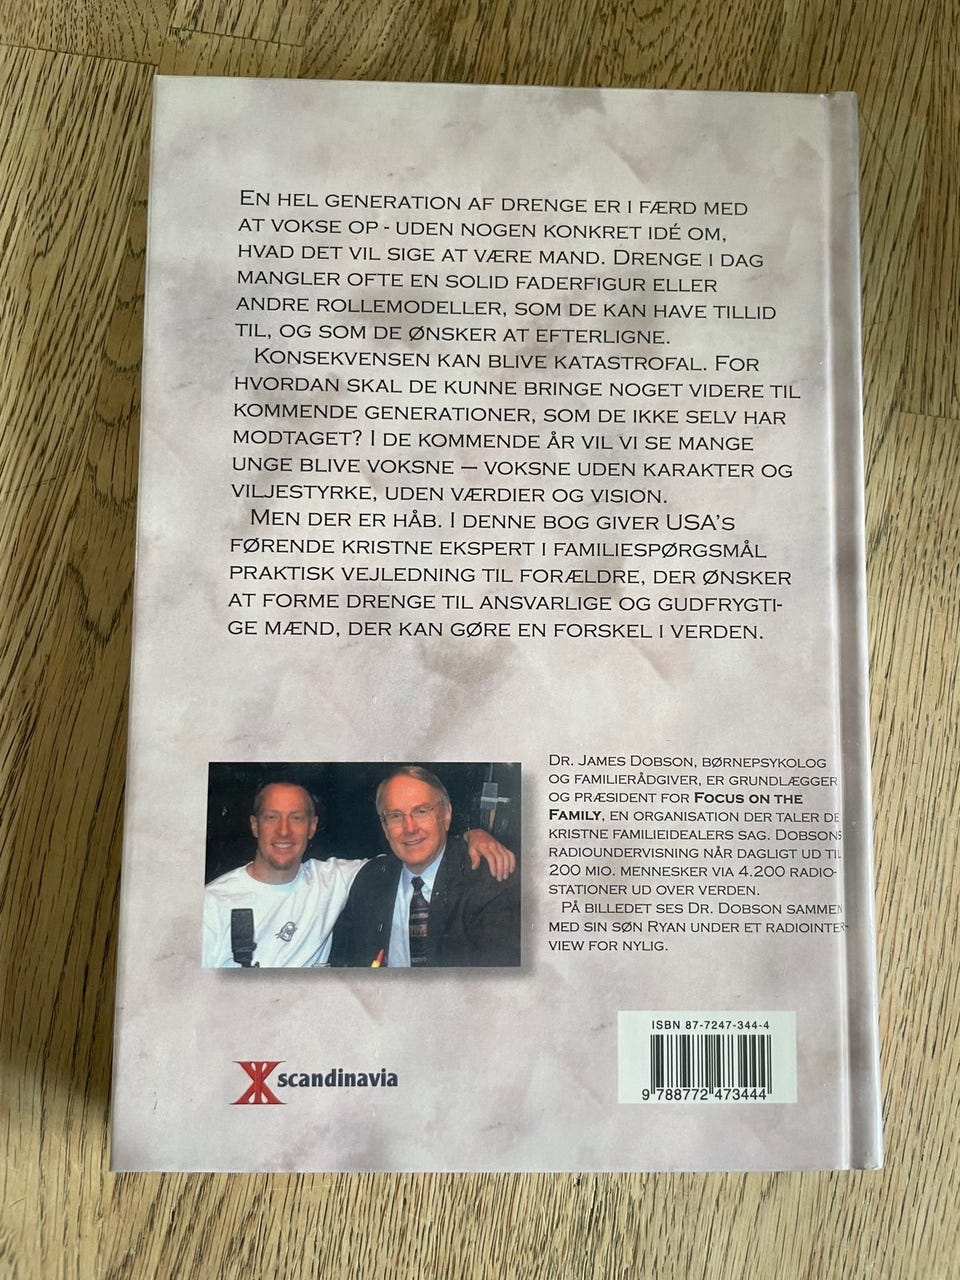 En hel generation af drenge er i færd med
at vokse op - uden nogen konkret idé om,
hvad det vil sige at være mand. Drenge i dag
mangler ofte en solid faderfigur eller
andre rollemodeller, som de kan have tillid
til, og som de ønsker at efterligne.
Konsekvensen kan blive katastrofal. For
hvordan skal de kunne bringe noget videre til
kommende generationer, som de ikke selv har
modtaget? I de kommende år vil vi se mange
unge blive voksne – voksne uden karakter og
viljestyrke, uden værdier og vision.
Men der er håb. I denne bog giver USA's
førende kristne ekspert i familiespørgsmål
praktisk vejledning til forældre, der ønsker
at forme drenge til ansvarlige og gudfrygti-
ge mænd, der kan gøre en forskel i verden.
Dr. James Dobson, børnepsykolog
og familierådgiver, er grundlægger
og præsident for Focus on the
Family, en organisation der taler de
kristne familieidealers sag. Dobsons
radioundervisning når dagligt ud til
200 mio. mennesker via 4.200 radio-
stationer ud over verden.
På billedet ses Dr. Dobson sammen
med sin søn Ryan under et radiointer-
view for nylig.
scandinavia
ISBN 87-7247-344-4
9 788772 473444